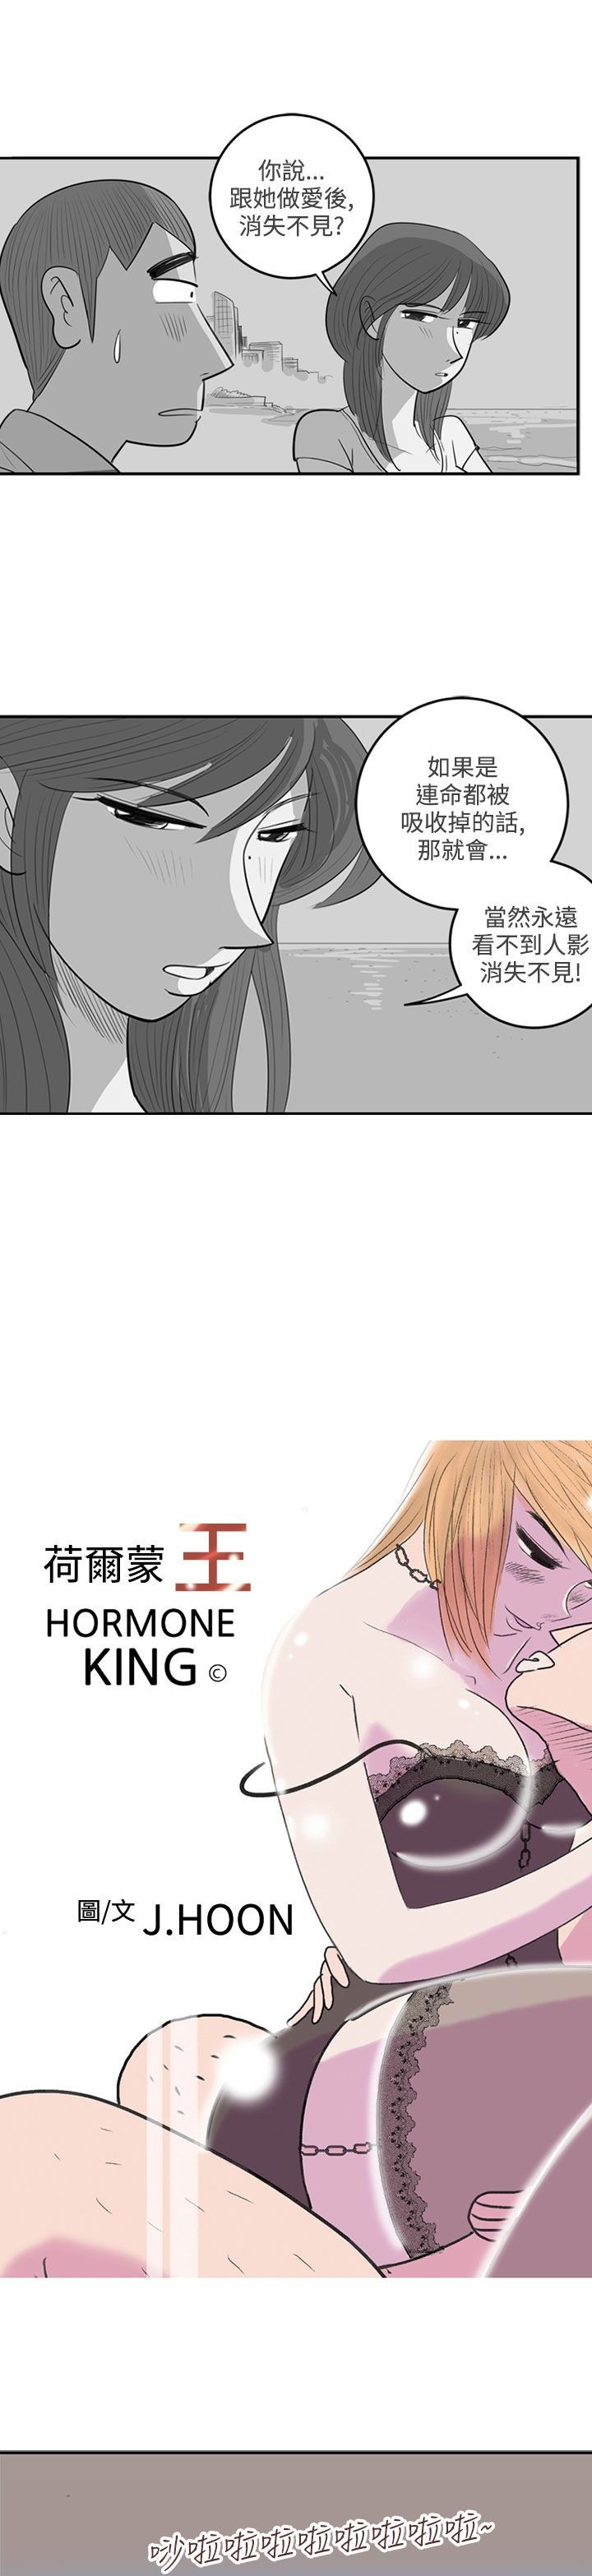 你說...
跟她做愛後,
消失不見?
如果是
連命都被
吸收掉的話,
那就會...
當然永遠
看不到人影
消失不見!
荷爾蒙王
HORMONE
KING ©
圖/文 J.HOON
唦啦啦啦啦啦啦啦啦~